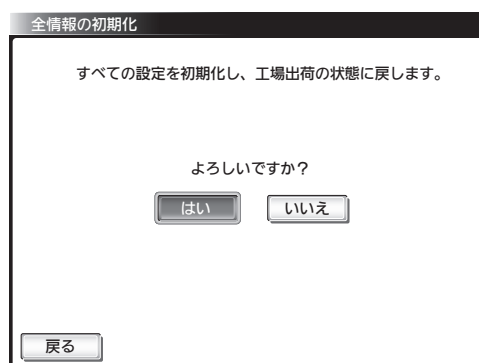 全情報の初期化
すべての設定を初期化し、工場出荷の状態に戻します。
よろしいですか？
はい いいえ
戻る